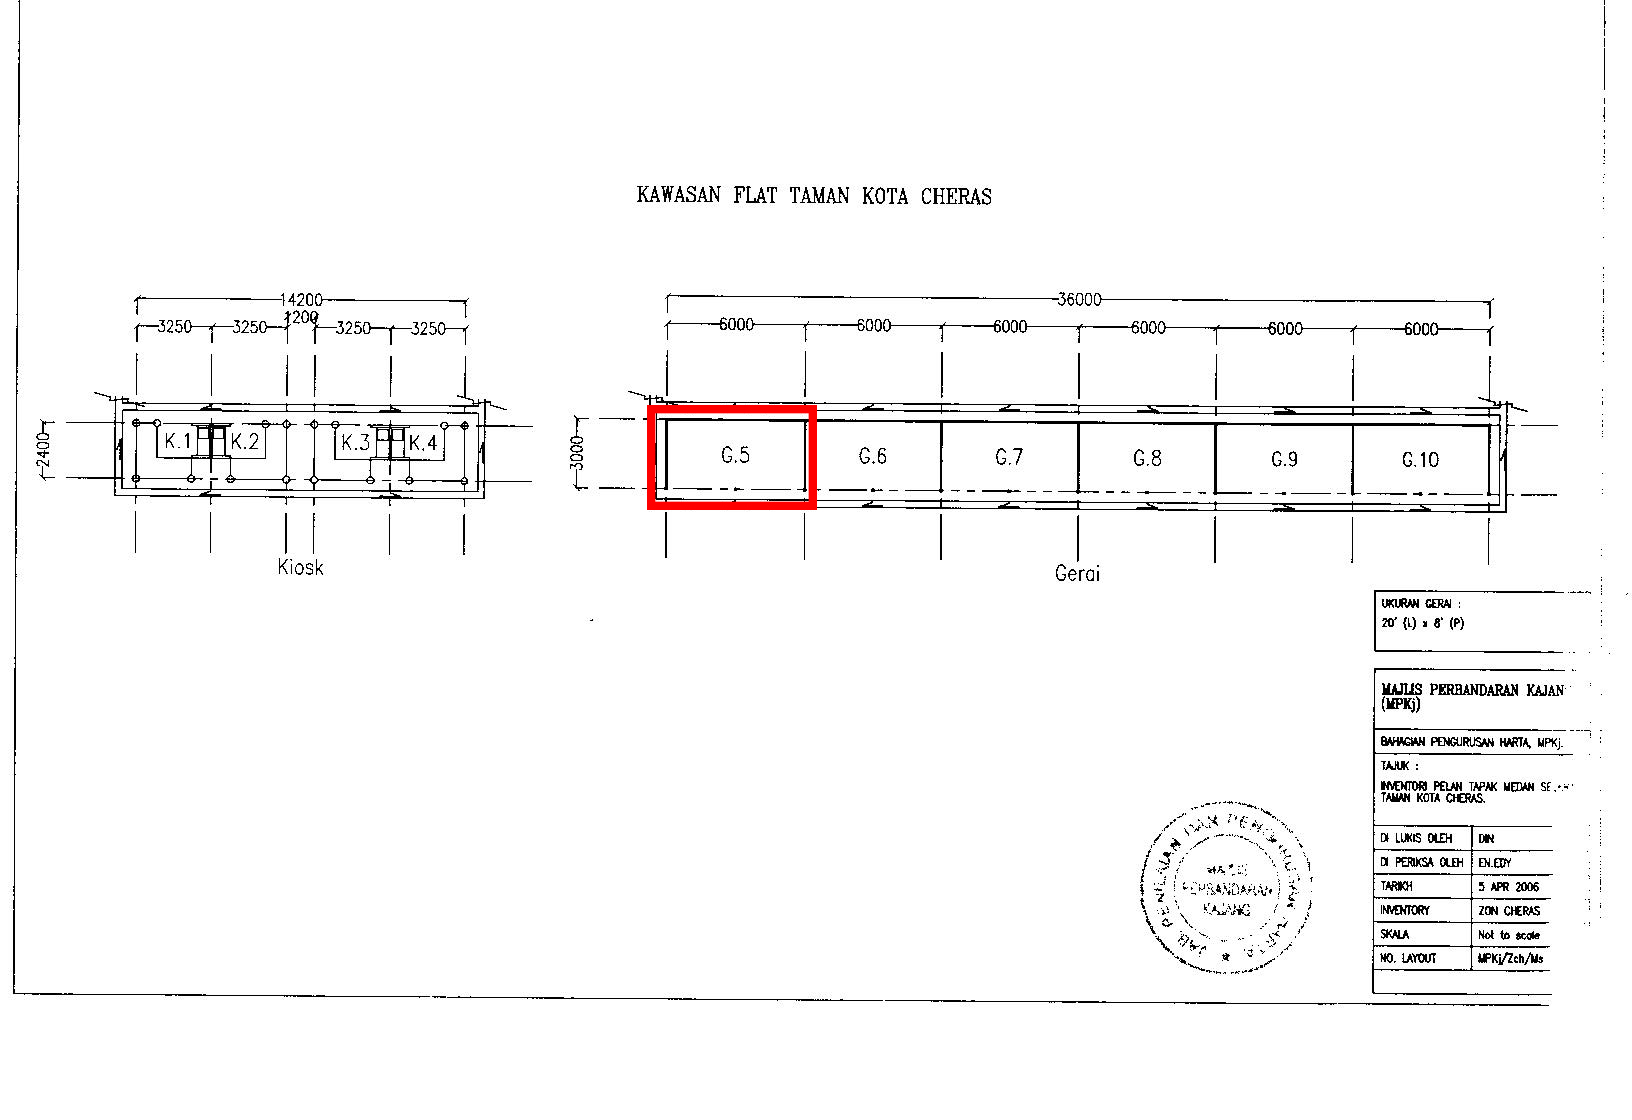 KAWASAN FLAT TAMAN KOTA CHERAS
14200
1200
3250 3250 3250 3250
2400
K.1 K.2 K.3 K.4
Kiosk
36000
6000 6000 6000 6000 6000 6000
3000
G.5 G.6 G.7 G.8 G.9 G.10
Gerai
UKURAN GERAI :
20' (L) x 8' (P)
MAJLIS PERBANDARAN KAJAN
(MPKj)
BAHAGIAN PENGURUSAN HARTA, MPKj.
TAJUK :
INVENTORI PELAN TAPAK MEDAN
TAMAN KOTA CHERAS.
DI LUKIS OLEH DIN
DI PERIKSA OLEH EN.EDY
TARIKH 5 APR 2006
INVENTORY ZON CHERAS
SKALA Not to scale
NO. LAYOUT MPKj/Zch/Ms
JAB. PENILAIAN DAN PENGURUSAN HARTA
MAJLIS
PERBANDARAN
KAJANG